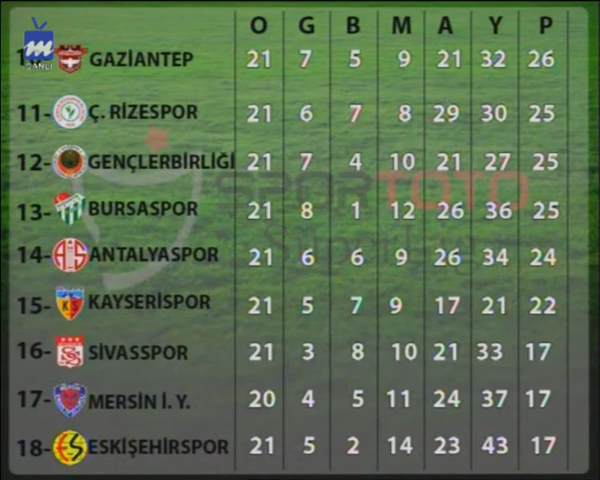 m
CANLI
O G B M A Y P
10- GAZİANTEP 21 7 5 9 21 32 26
11- Ç. RİZESPOR 21 6 7 8 29 30 25
12- GENÇLERBİRLİĞİ 21 7 4 10 21 27 25
13- BURSASPOR 21 8 1 12 26 36 25
14- ANTALYASPOR 21 6 6 9 26 34 24
15- KAYSERİSPOR 21 5 7 9 17 21 22
16- SİVASSPOR 21 3 8 10 21 33 17
17- MERSİN İ. Y. 20 4 5 11 24 37 17
18- ESKİŞEHİRSPOR 21 5 2 14 23 43 17
SPOR TOTO